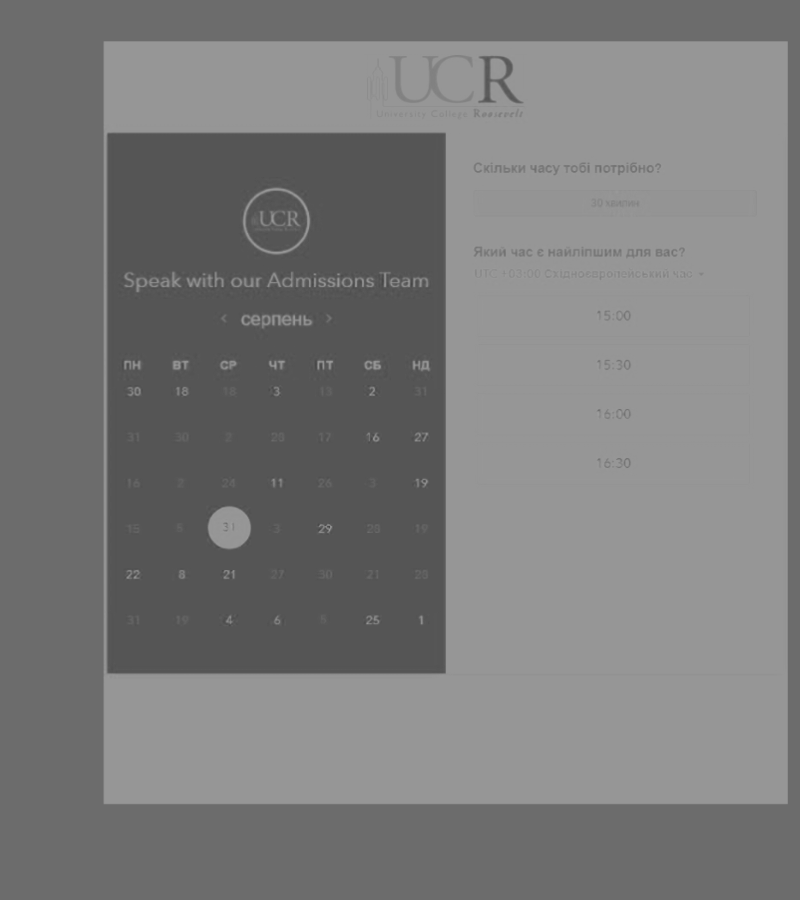 UCR
University College Roosevelt
UCR
Speak with our Admissions Team
< серпень >
ПН ВТ СР ЧТ ПТ СБ НД
30 18 18 3 13 2 31
31 30 2 28 17 16 27
16 2 24 11 26 3 19
15 6 31 3 29 28 19
22 8 21 27 30 21 28
31 19 4 6 25 1
Скільки часу тобі потрібно?
30 хвилин
Який час є найліпшим для вас?
UTC +03:00 Східноєвропейський час
15:00
15:30
16:00
16:30